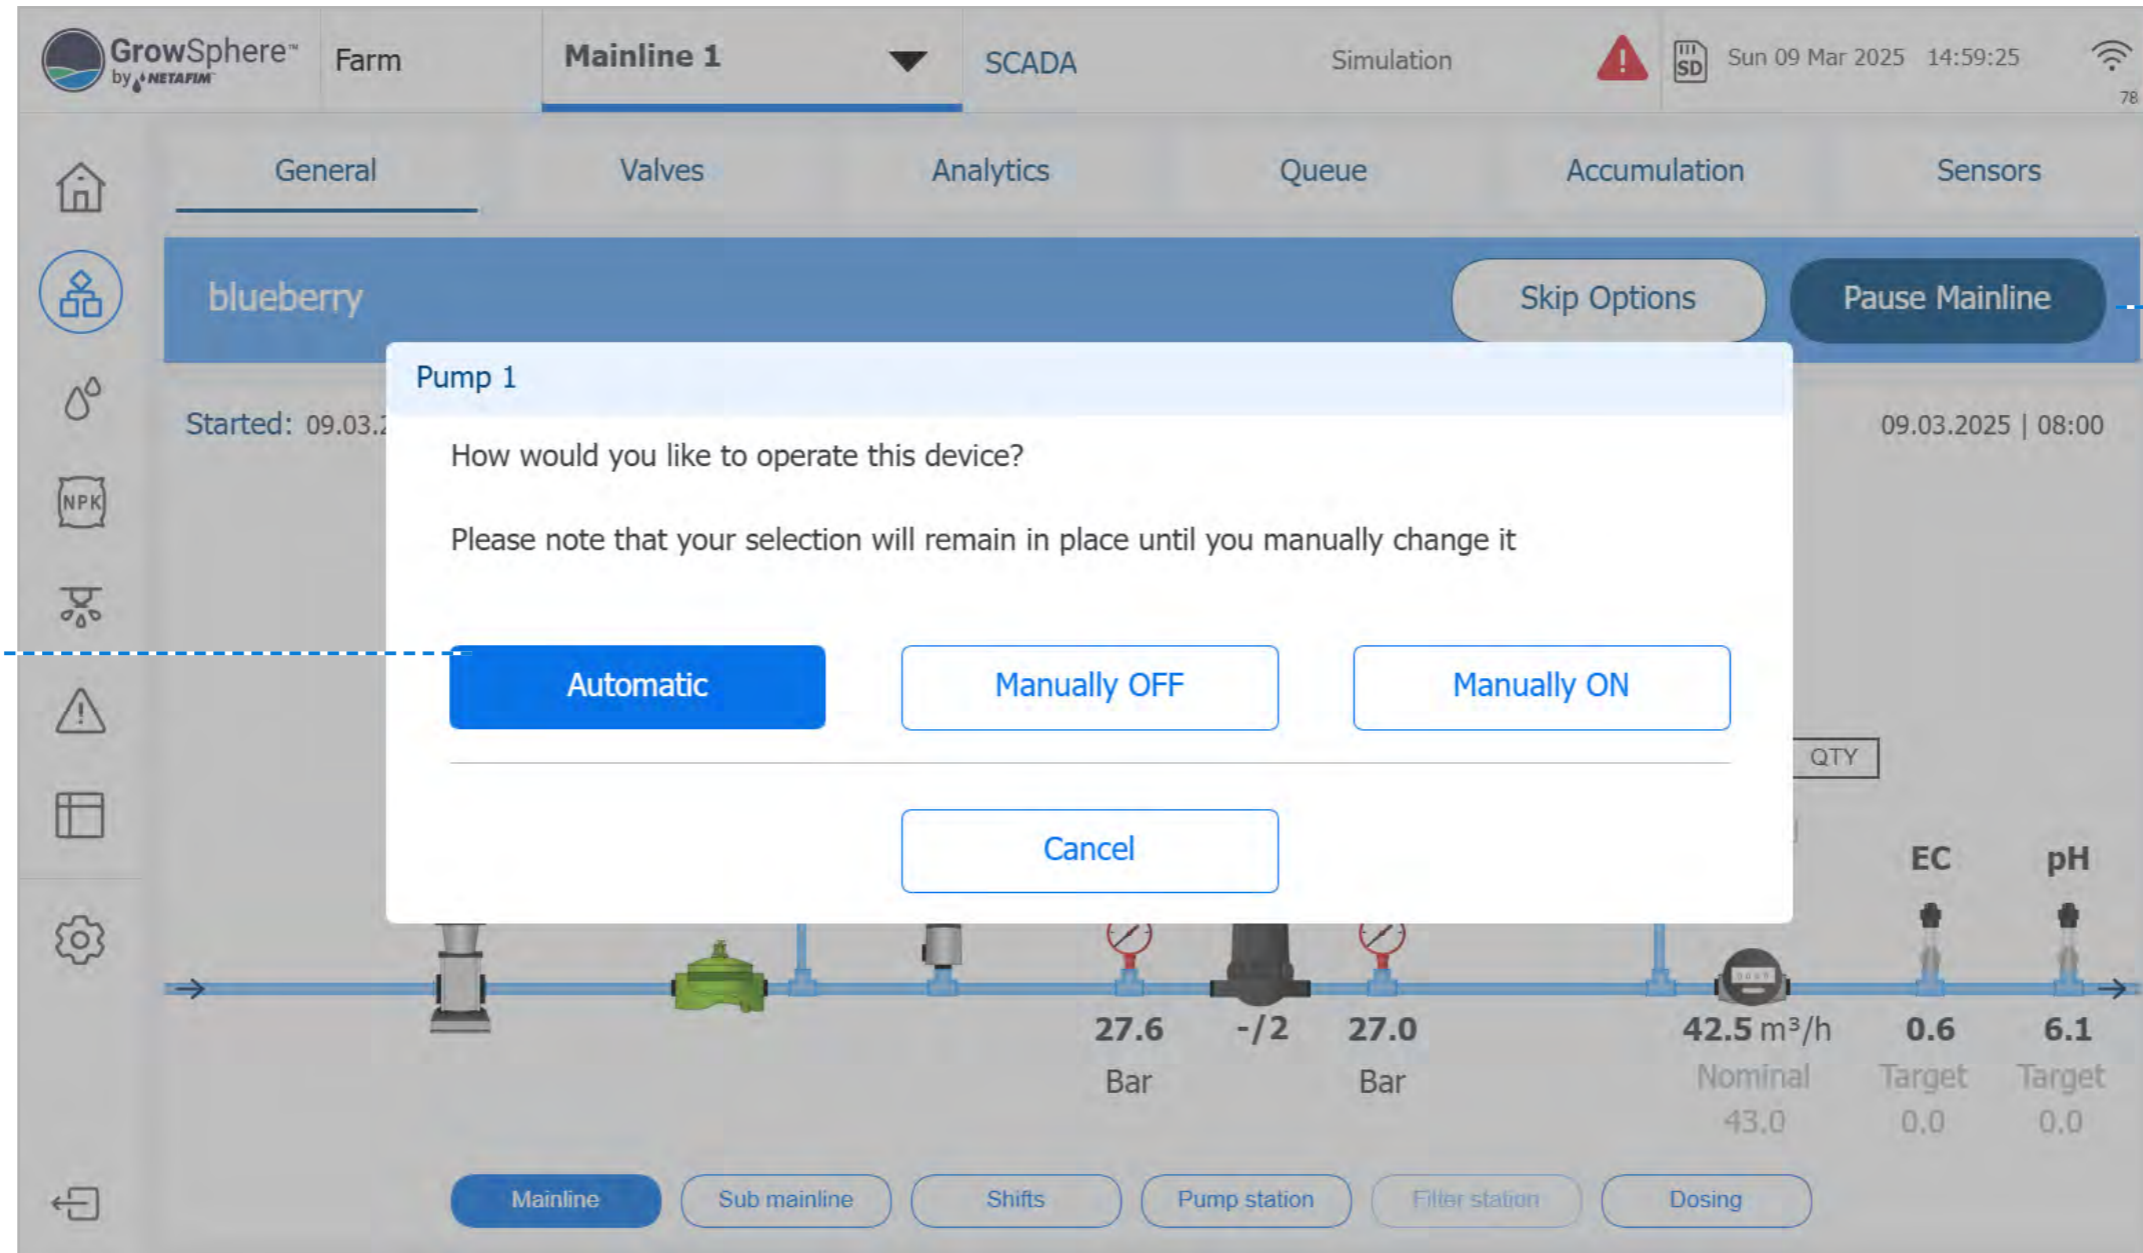 GrowSphere™
by NETAFIM™
Farm
Mainline 1
SCADA
Simulation
SD
Sun 09 Mar 2025 14:59:25
78
General
Valves
Analytics
Queue
Accumulation
Sensors
blueberry
Skip Options
Pause Mainline
Pump 1
Started: 09.03.2
09.03.2025 | 08:00
How would you like to operate this device?
NPK
Please note that your selection will remain in place until you manually change it
Automatic
Manually OFF
Manually ON
QTY
Cancel
EC
pH
27.6
-/2
27.0
42.5 m³/h
0.6
6.1
Bar
Bar
Nominal
Target
Target
43.0
0.0
0.0
Mainline
Sub mainline
Shifts
Pump station
Filter station
Dosing